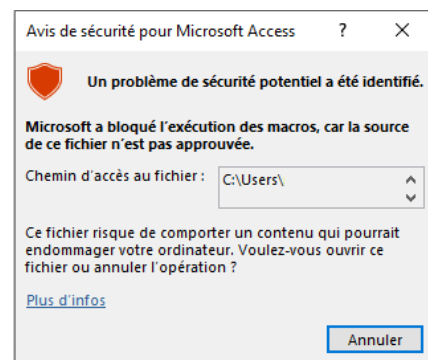 Avis de sécurité pour Microsoft Access ? ×
Un problème de sécurité potentiel a été identifié.
Microsoft a bloqué l'exécution des macros, car la source
de ce fichier n'est pas approuvée.
Chemin d'accès au fichier : C:\Users\
Ce fichier risque de comporter un contenu qui pourrait
endommager votre ordinateur. Voulez-vous ouvrir ce
fichier ou annuler l'opération ?
Plus d'infos
Annuler